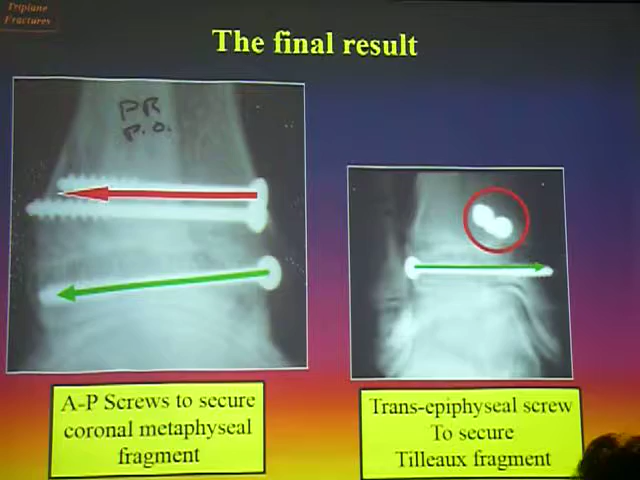 Triplane
Fractures
The final result
PR
P.O.
A-P Screws to secure
coronal metaphyseal
fragment
Trans-epiphyseal screw
To secure
Tilleaux fragment